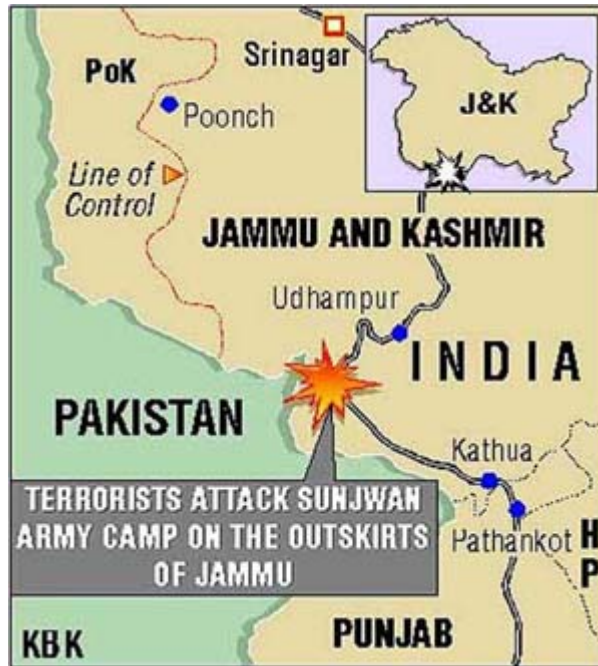 Srinagar
PoK
J&K
Poonch
Line of
Control
JAMMU AND KASHMIR
Udhampur
INDIA
PAKISTAN
Kathua
TERRORISTS ATTACK SUNJWAN
ARMY CAMP ON THE OUTSKIRTS
OF JAMMU
Pathankot
H
P
PUNJAB
KBK